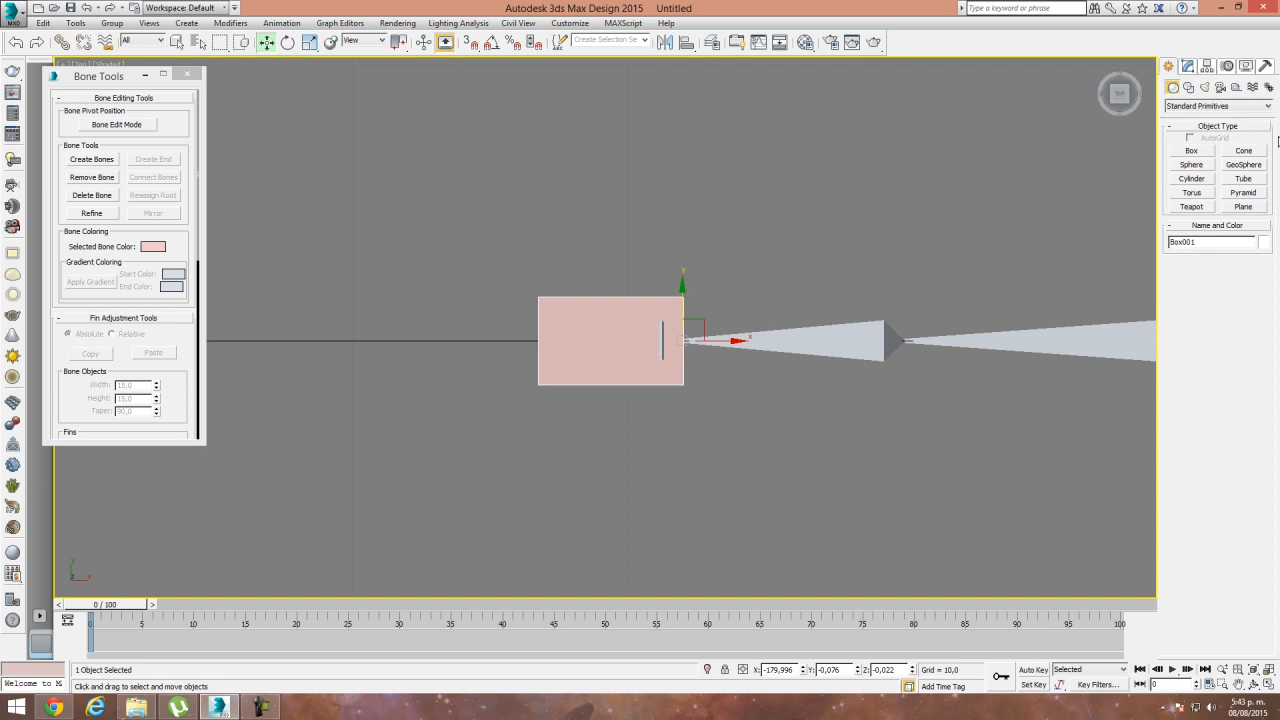 Autodesk 3ds Max Design 2015 Untitled
Workspace: Default
Type a keyword or phrase
MXD
Edit Tools Group Views Create Modifiers Animation Graph Editors Rendering Lighting Analysis Civil View Customize MAXScript Help
All
View
Create Selection Se
Bone Tools
Bone Editing Tools
Bone Pivot Position
Bone Edit Mode
Bone Tools
Create Bones Create End
Remove Bone Connect Bones
Delete Bone Reassign Root
Refine Mirror
Bone Coloring
Selected Bone Color:
Gradient Coloring
Apply Gradient Start Color:
End Color:
Fin Adjustment Tools
Absolute Relative
Copy Paste
Bone Objects
Width: 15,0
Height: 15,0
Taper: 90,0
Fins
TOP
y
x
y
z x
Standard Primitives
Object Type
AutoGrid
Box Cone
Sphere GeoSphere
Cylinder Tube
Torus Pyramid
Teapot Plane
Name and Color
Box001
0 / 100
0 5 10 15 20 25 30 35 40 45 50 55 60 65 70 75 80 85 90 95 100
1 Object Selected
X: -179,996 Y: -0,076 Z: -0,022 Grid = 10,0
Auto Key Selected
Welcome to M
Click and drag to select and move objects
Add Time Tag
Set Key Key Filters...
0
5:43 p. m.
08/08/2015